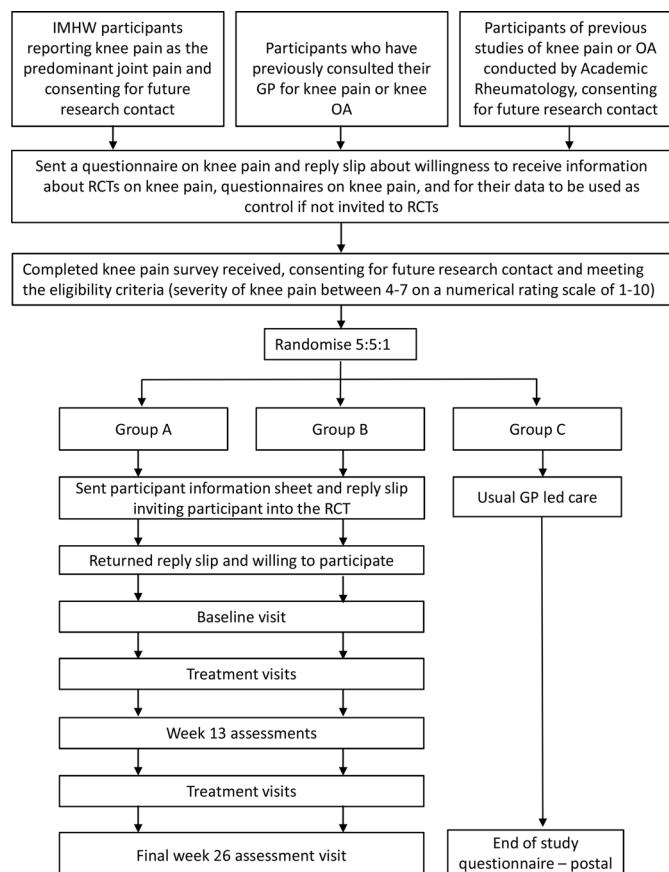 IMHW participants
reporting knee pain as the
predominant joint pain and
consenting for future
research contact
Participants who have
previously consulted their
GP for knee pain or knee
OA
Participants of previous
studies of knee pain or OA
conducted by Academic
Rheumatology, consenting
for future research contact
Sent a questionnaire on knee pain and reply slip about willingness to receive information
about RCTs on knee pain, questionnaires on knee pain, and for their data to be used as
control if not invited to RCTs
Completed knee pain survey received, consenting for future research contact and meeting
the eligibility criteria (severity of knee pain between 4-7 on a numerical rating scale of 1-10)
Randomise 5:5:1
Group A
Group B
Group C
Sent participant information sheet and reply slip
inviting participant into the RCT
Usual GP led care
Returned reply slip and willing to participate
Baseline visit
Treatment visits
Week 13 assessments
Treatment visits
Final week 26 assessment visit
End of study
questionnaire – postal